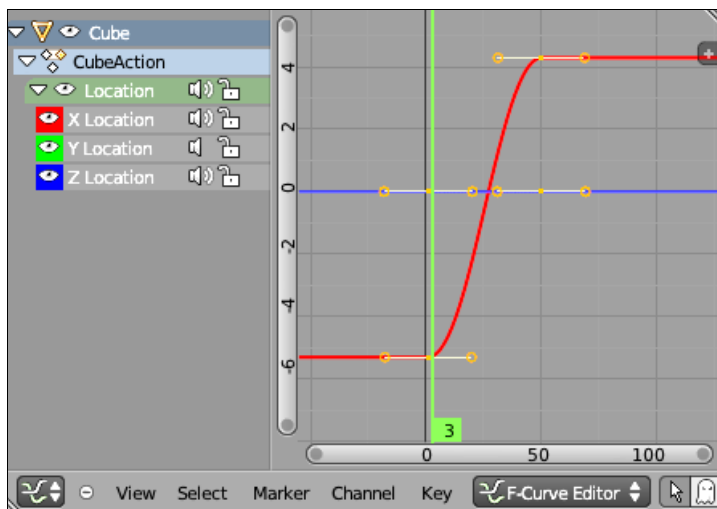 Cube
CubeAction
Location
X Location
Y Location
Z Location
4
2
0
-2
-4
-6
3
0 50 100
View Select Marker Channel Key F-Curve Editor